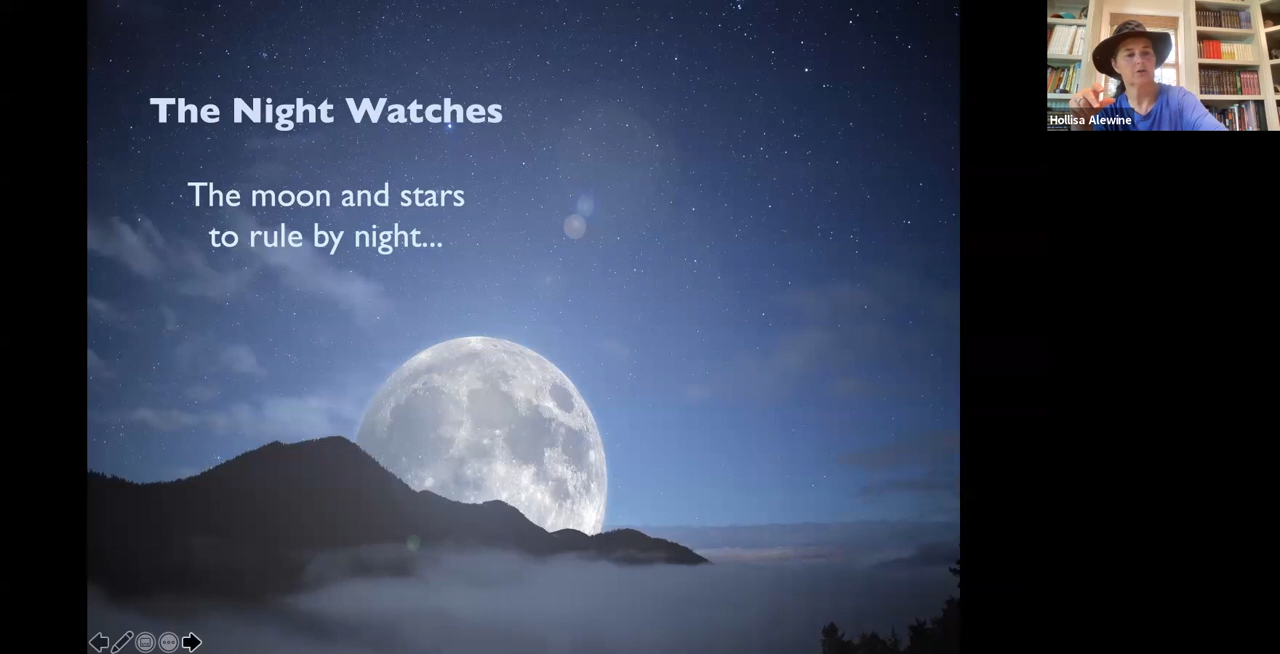 The Night Watches
The moon and stars
to rule by night...
Hollisa Alewine